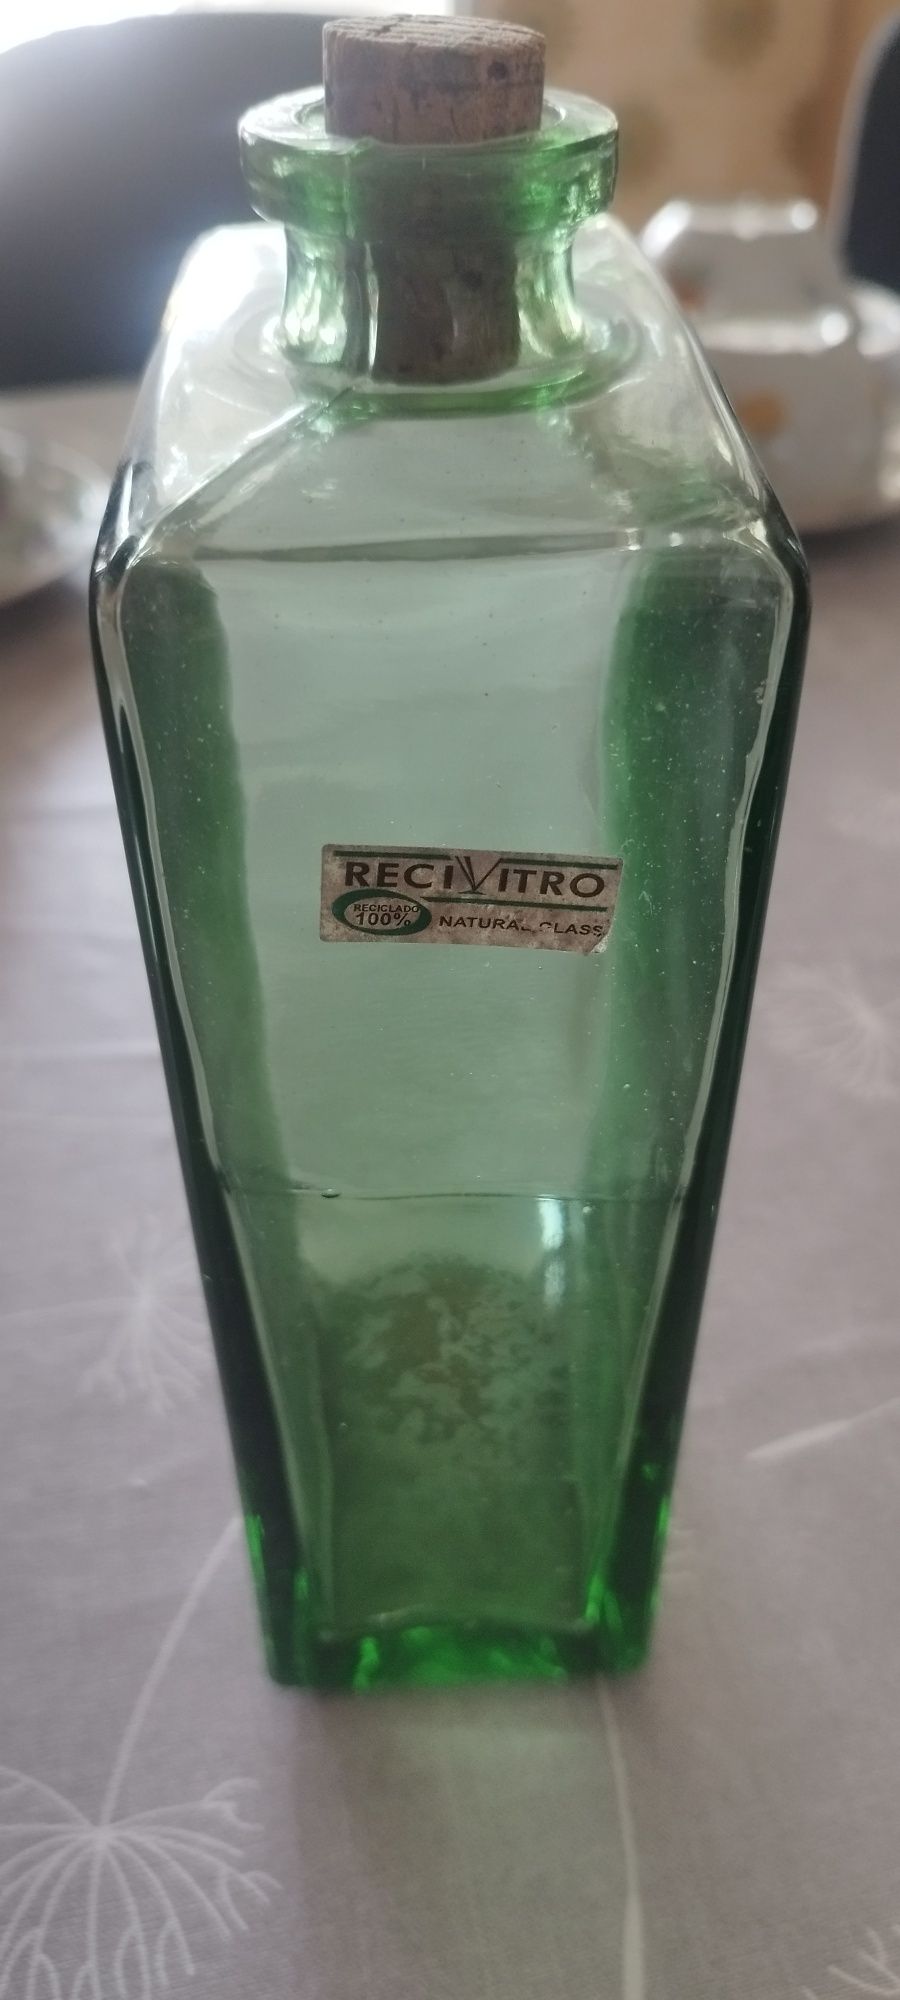 RECIVITRO
RECICLADO
100%
NATURAL GLASS